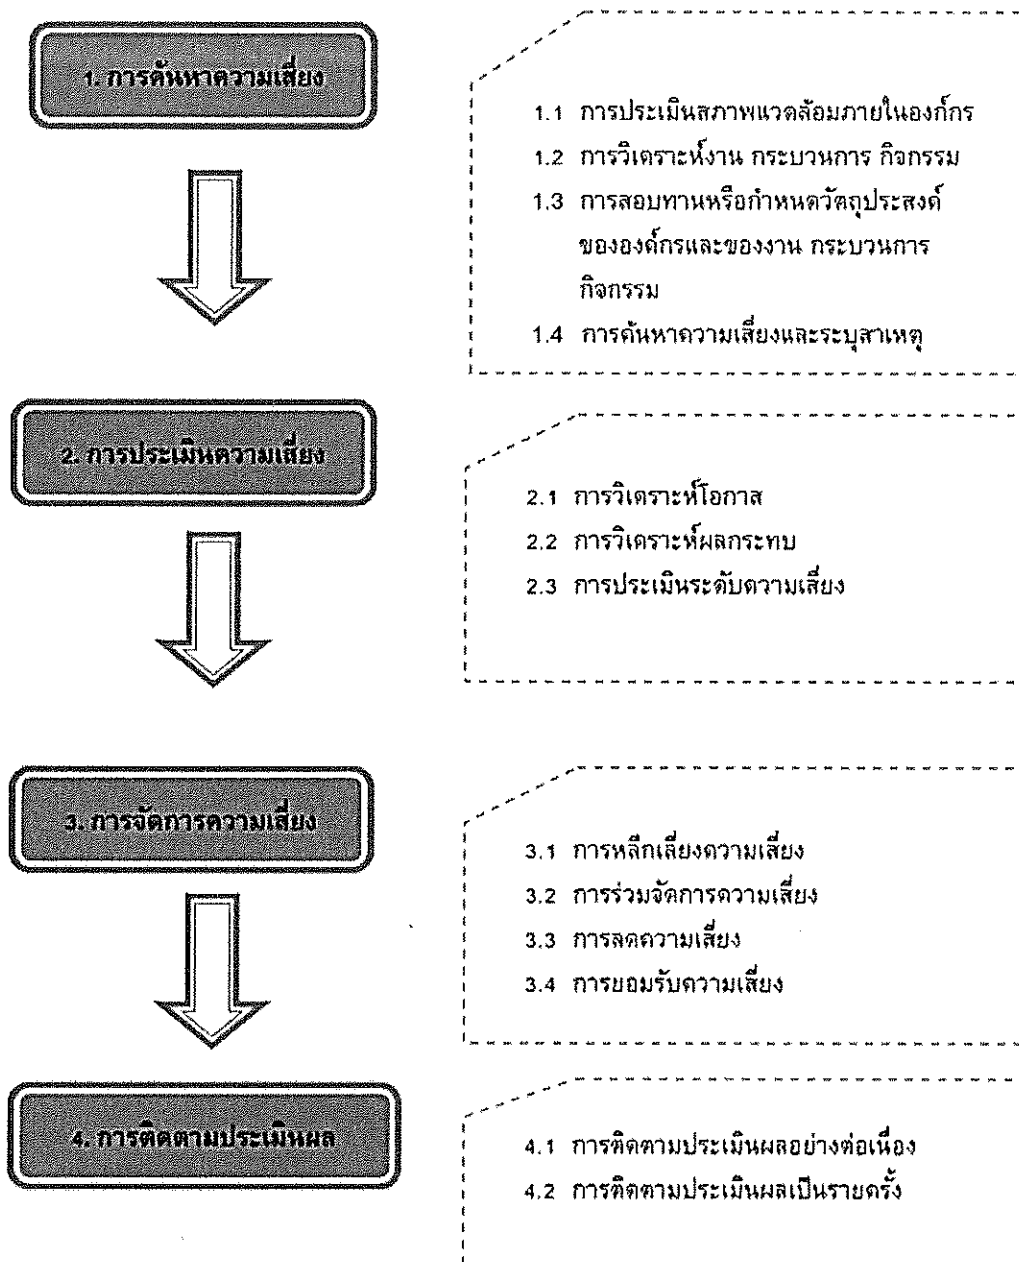 1. การค้นหาความเสี่ยง
1.1 การประเมินสภาพแวดล้อมภายในองค์กร
1.2 การวิเคราะห์งาน กระบวนการ กิจกรรม
1.3 การสอบทานหรือกำหนดวัตถุประสงค์
ขององค์กรและของงาน กระบวนการ
กิจกรรม
1.4 การค้นหาความเสี่ยงและระบุสาเหตุ
2. การประเมินความเสี่ยง
2.1 การวิเคราะห์โอกาส
2.2 การวิเคราะห์ผลกระทบ
2.3 การประเมินระดับความเสี่ยง
3. การจัดการความเสี่ยง
3.1 การหลีกเลี่ยงความเสี่ยง
3.2 การร่วมจัดการความเสี่ยง
3.3 การลดความเสี่ยง
3.4 การยอมรับความเสี่ยง
4. การติดตามประเมินผล
4.1 การติดตามประเมินผลอย่างต่อเนื่อง
4.2 การติดตามประเมินผลเป็นรายครั้ง